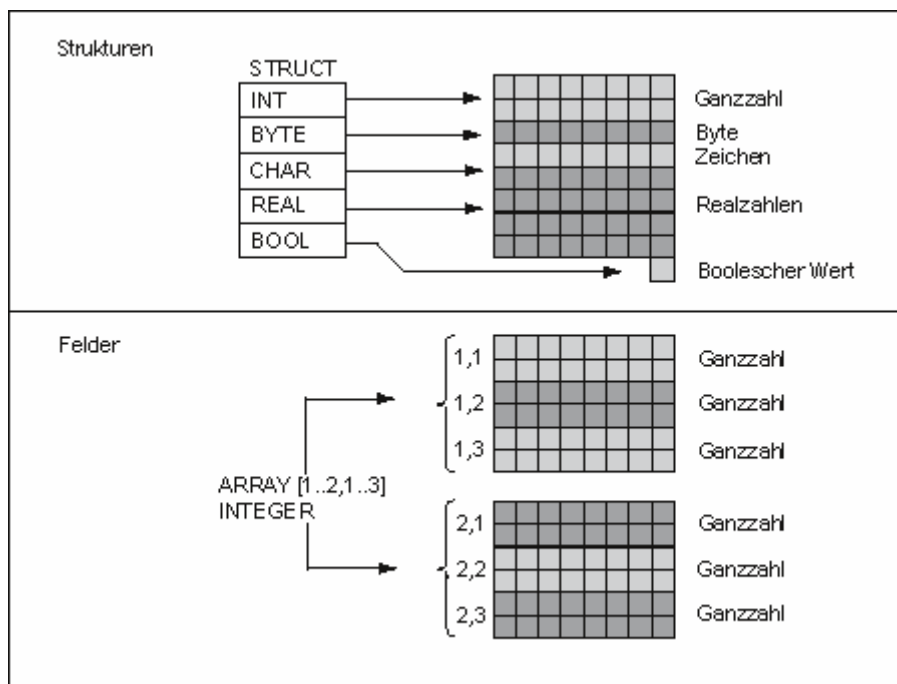 Strukturen
STRUCT
INT
Ganzzahl
BYTE
Byte
Zeichen
CHAR
REAL
Realzahlen
BOOL
Boolescher Wert
Felder
1,1
Ganzzahl
1,2
Ganzzahl
1,3
Ganzzahl
ARRAY [1..2,1..3]
INTEGER
2,1
Ganzzahl
2,2
Ganzzahl
2,3
Ganzzahl